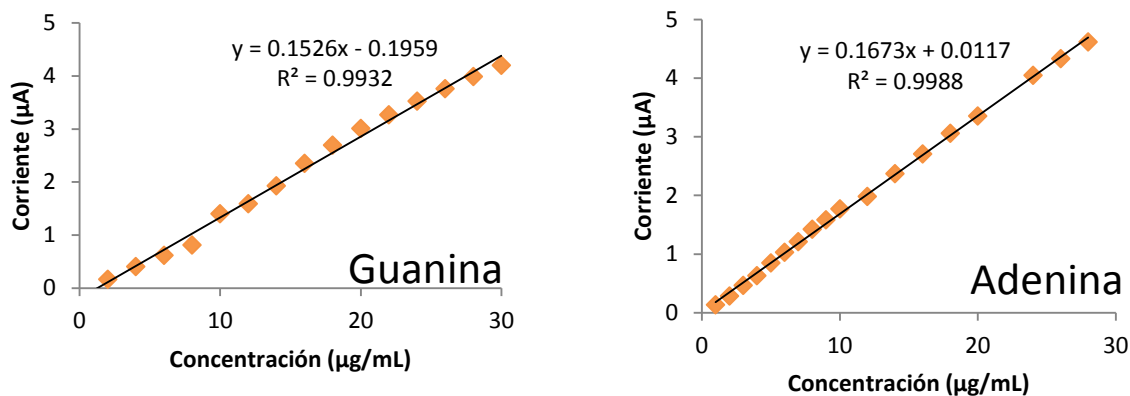 5
4
3
2
1
0
Corriente (µA)
y = 0.1526x - 0.1959
R² = 0.9932
Guanina
0 10 20 30
Concentración (µg/mL)
5
4
3
2
1
0
Corriente (µA)
y = 0.1673x + 0.0117
R² = 0.9988
Adenina
0 10 20 30
Concentración (µg/mL)